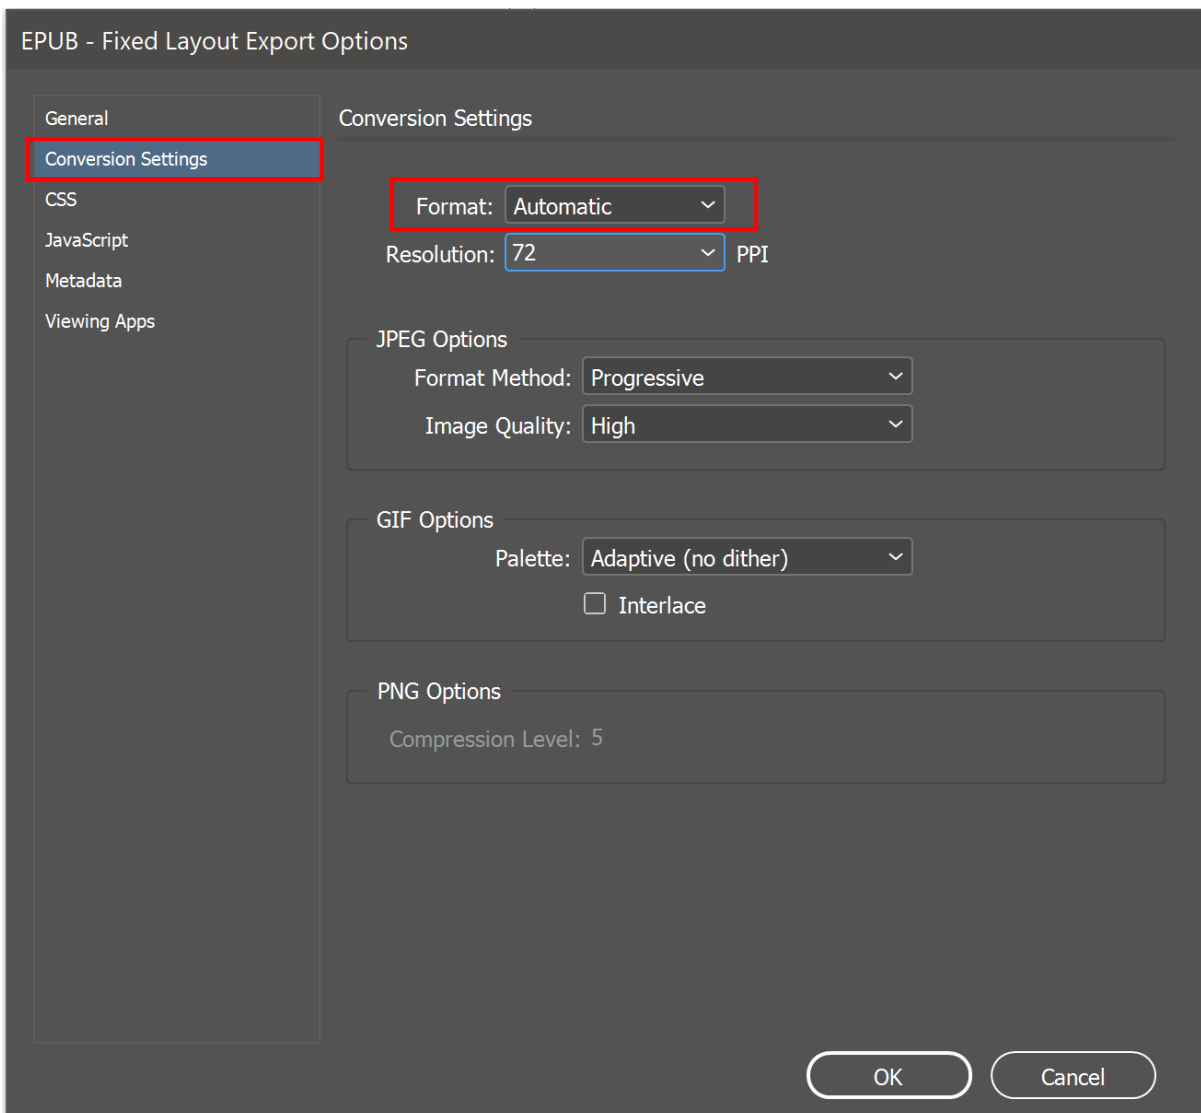 EPUB - Fixed Layout Export Options
General
Conversion Settings
CSS
JavaScript
Metadata
Viewing Apps
Conversion Settings
Format: Automatic
Resolution: 72 PPI
JPEG Options
Format Method: Progressive
Image Quality: High
GIF Options
Palette: Adaptive (no dither)
Interlace
PNG Options
Compression Level: 5
OK Cancel